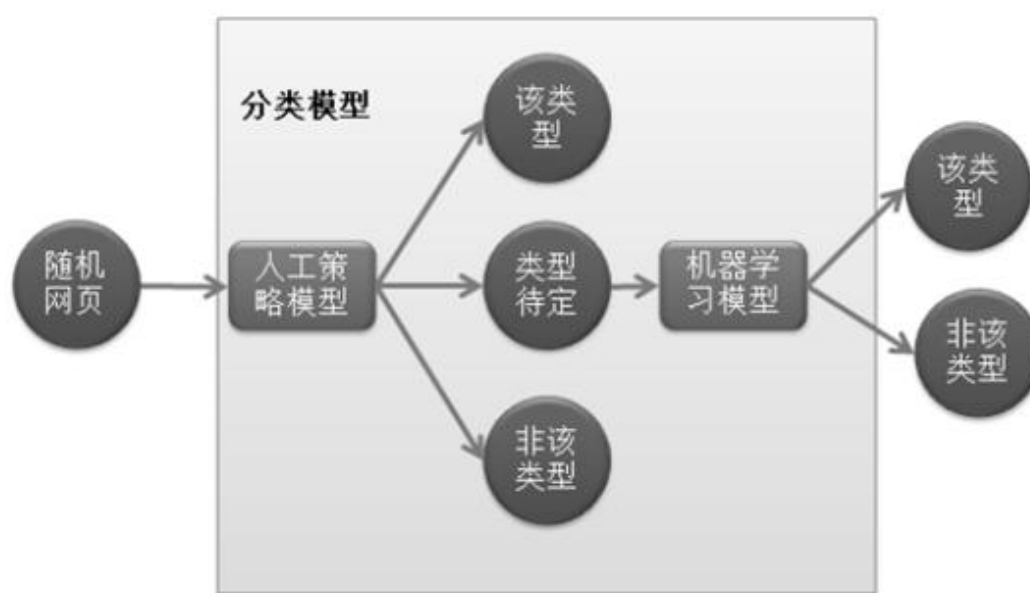 分类模型
该类
型
该类
型
随机
网页
人工策
略模型
类型
待定
机器学
习模型
非该
类型
非该
类型